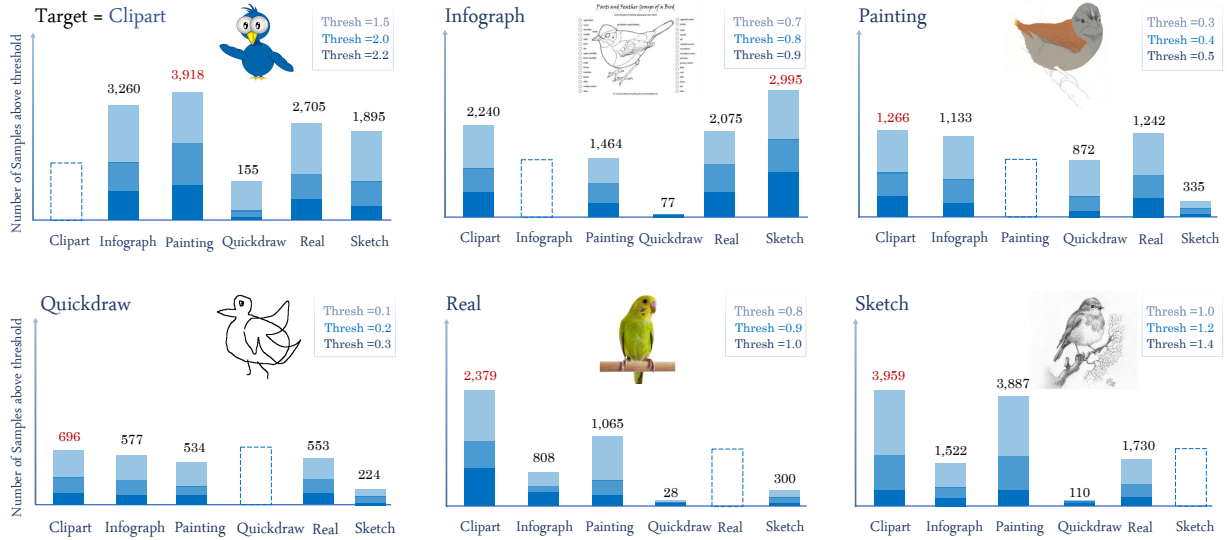 Target = Clipart
Thresh =1.5
Thresh =2.0
Thresh =2.2
Number of Samples above threshold
3,260
3,918
155
2,705
1,895
Clipart Infograph Painting Quickdraw Real Sketch
Infograph
Parts and Feather Groups of a Bird
Thresh =0.7
Thresh =0.8
Thresh =0.9
2,240
1,464
77
2,075
2,995
Clipart Infograph Painting Quickdraw Real Sketch
Painting
Thresh =0.3
Thresh =0.4
Thresh =0.5
1,266
1,133
872
1,242
335
Clipart Infograph Painting Quickdraw Real Sketch
Quickdraw
Thresh =0.1
Thresh =0.2
Thresh =0.3
Number of Samples above threshold
696
577
534
553
224
Clipart Infograph Painting Quickdraw Real Sketch
Real
Thresh =0.8
Thresh =0.9
Thresh =1.0
2,379
808
1,065
28
300
Clipart Infograph Painting Quickdraw Real Sketch
Sketch
Thresh =1.0
Thresh =1.2
Thresh =1.4
3,959
1,522
3,887
110
1,730
Clipart Infograph Painting Quickdraw Real Sketch